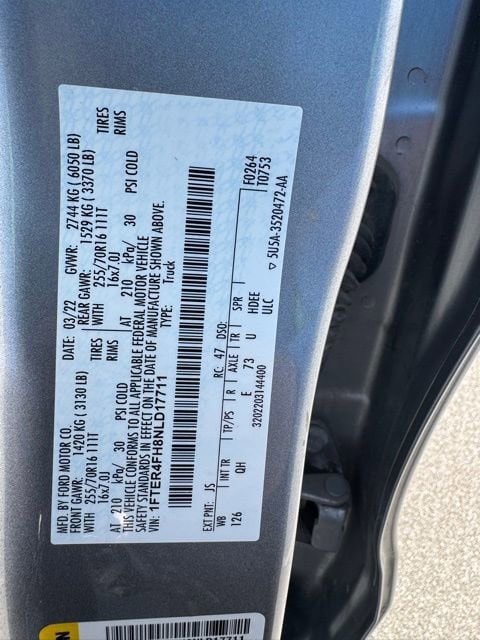 MFD. BY FORD MOTOR CO.
DATE: 03/22 GVWR: 2744 KG ( 6050 LB)
FRONT GAWR: 1420 KG ( 3130 LB) REAR GAWR: 1529 KG ( 3370 LB)
WITH 255/70R16 111T TIRES WITH 255/70R16 111T TIRES
16x7.0J RIMS 16x7.0J RIMS
AT 210 kPa/ 30 PSI COLD AT 210 kPa/ 30 PSI COLD
THIS VEHICLE CONFORMS TO ALL APPLICABLE FEDERAL MOTOR VEHICLE
SAFETY AND THEFT PREVENTION STANDARDS IN EFFECT ON THE DATE OF MANUFACTURE SHOWN ABOVE.
VIN: 1FTER4FH8NLD17711 TYPE: Truck
F0264
T0753
EXT PNT: JS RC: 47 DSO:
WB INT TR TP/PS R AXLE TR SPR
126 QH E 73 U HDEE
ULC
3202203144400
▽ 5U5A-3520472-AA
NLD17711